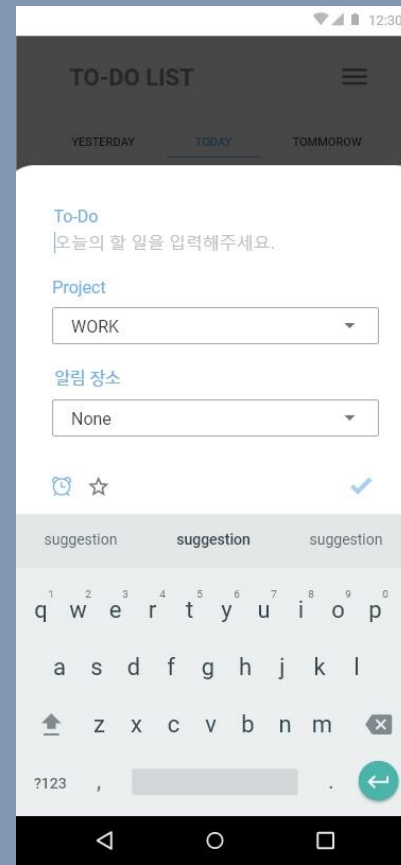 12:30
TO-DO LIST
YESTERDAY TODAY TOMMOROW
To-Do
오늘의 할 일을 입력해주세요.
Project
WORK
알림 장소
None
suggestion suggestion suggestion
1 2 3 4 5 6 7 8 9 0
q w e r t y u i o p
a s d f g h j k l
z x c v b n m
?123 , .